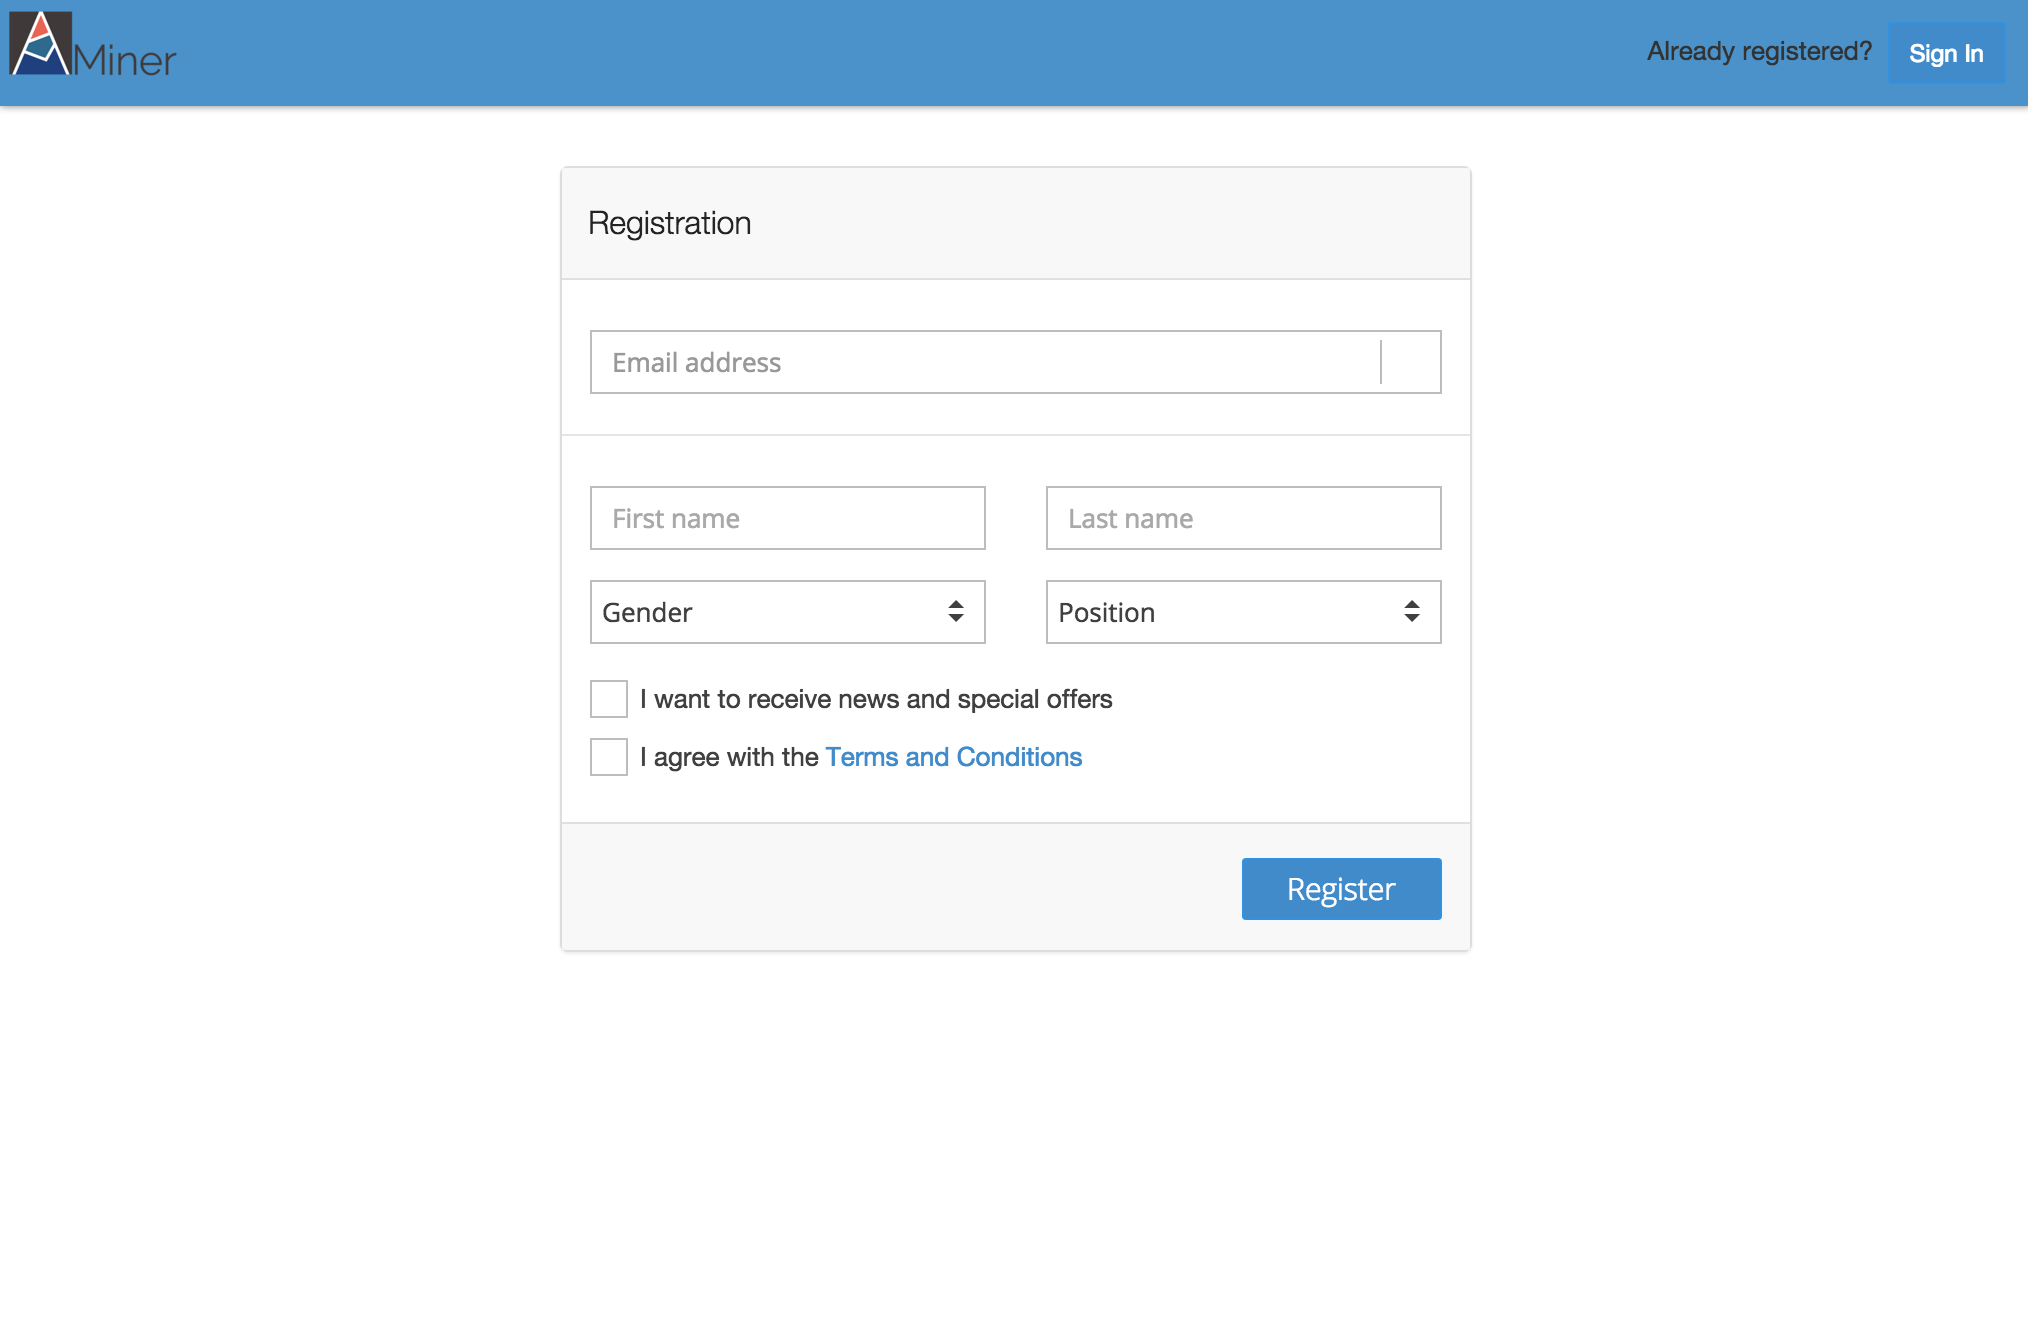 AMiner
Already registered? Sign In
Registration
Email address
First name Last name
Gender Position
I want to receive news and special offers
I agree with the Terms and Conditions
Register